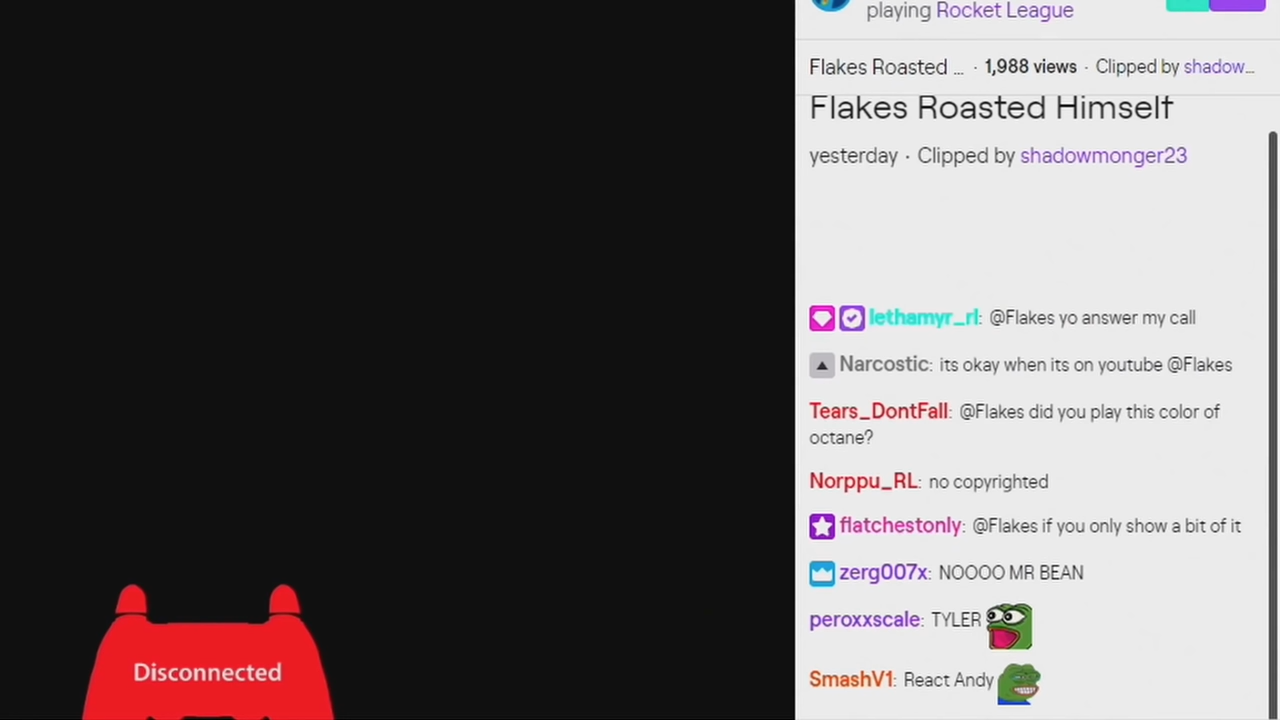 playing Rocket League
Flakes Roasted ... · 1,988 views · Clipped by shadow...
Flakes Roasted Himself
yesterday · Clipped by shadowmonger23
lethamyr_rl: @Flakes yo answer my call
Narcostic: its okay when its on youtube @Flakes
Tears_DontFall: @Flakes did you play this color of
octane?
Norppu_RL: no copyrighted
flatchestonly: @Flakes if you only show a bit of it
zerg007x: NOOOO MR BEAN
peroxxscale: TYLER
SmashV1: React Andy
Disconnected